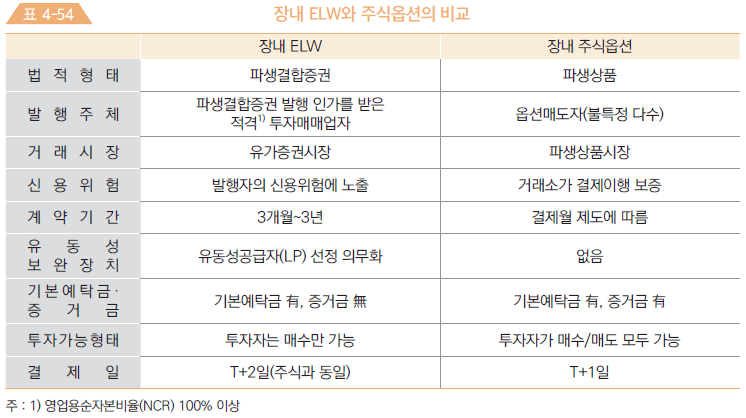 표 4-54 장내 ELW와 주식옵션의 비교
장내 ELW 장내 주식옵션
법적형태 파생결합증권 파생상품
발행주체 파생결합증권 발행 인가를 받은 적격1) 투자매매업자 옵션매도자(불특정 다수)
거래시장 유가증권시장 파생상품시장
신용위험 발행자의 신용위험에 노출 거래소가 결제이행 보증
계약기간 3개월~3년 결제월 제도에 따름
유동성 보완장치 유동성공급자(LP) 선정 의무화 없음
기본예탁금·증거금 기본예탁금 有, 증거금 無 기본예탁금 有, 증거금 有
투자가능형태 투자자는 매수만 가능 투자자가 매수/매도 모두 가능
결제일 T+2일(주식과 동일) T+1일
주 : 1) 영업용순자본비율(NCR) 100% 이상